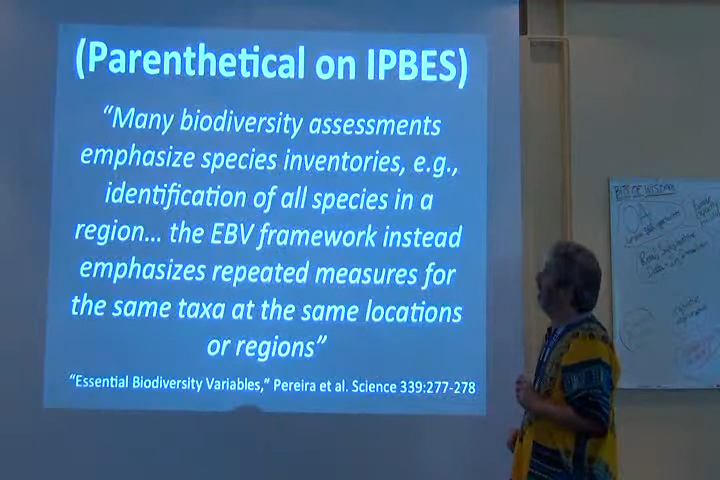 (Parenthetical on IPBES)
“Many biodiversity assessments
emphasize species inventories, e.g.,
identification of all species in a
region... the EBV framework instead
emphasizes repeated measures for
the same taxa at the same locations
or regions”
“Essential Biodiversity Variables,” Pereira et al. Science 339:277-278
BITS OF WISDOM